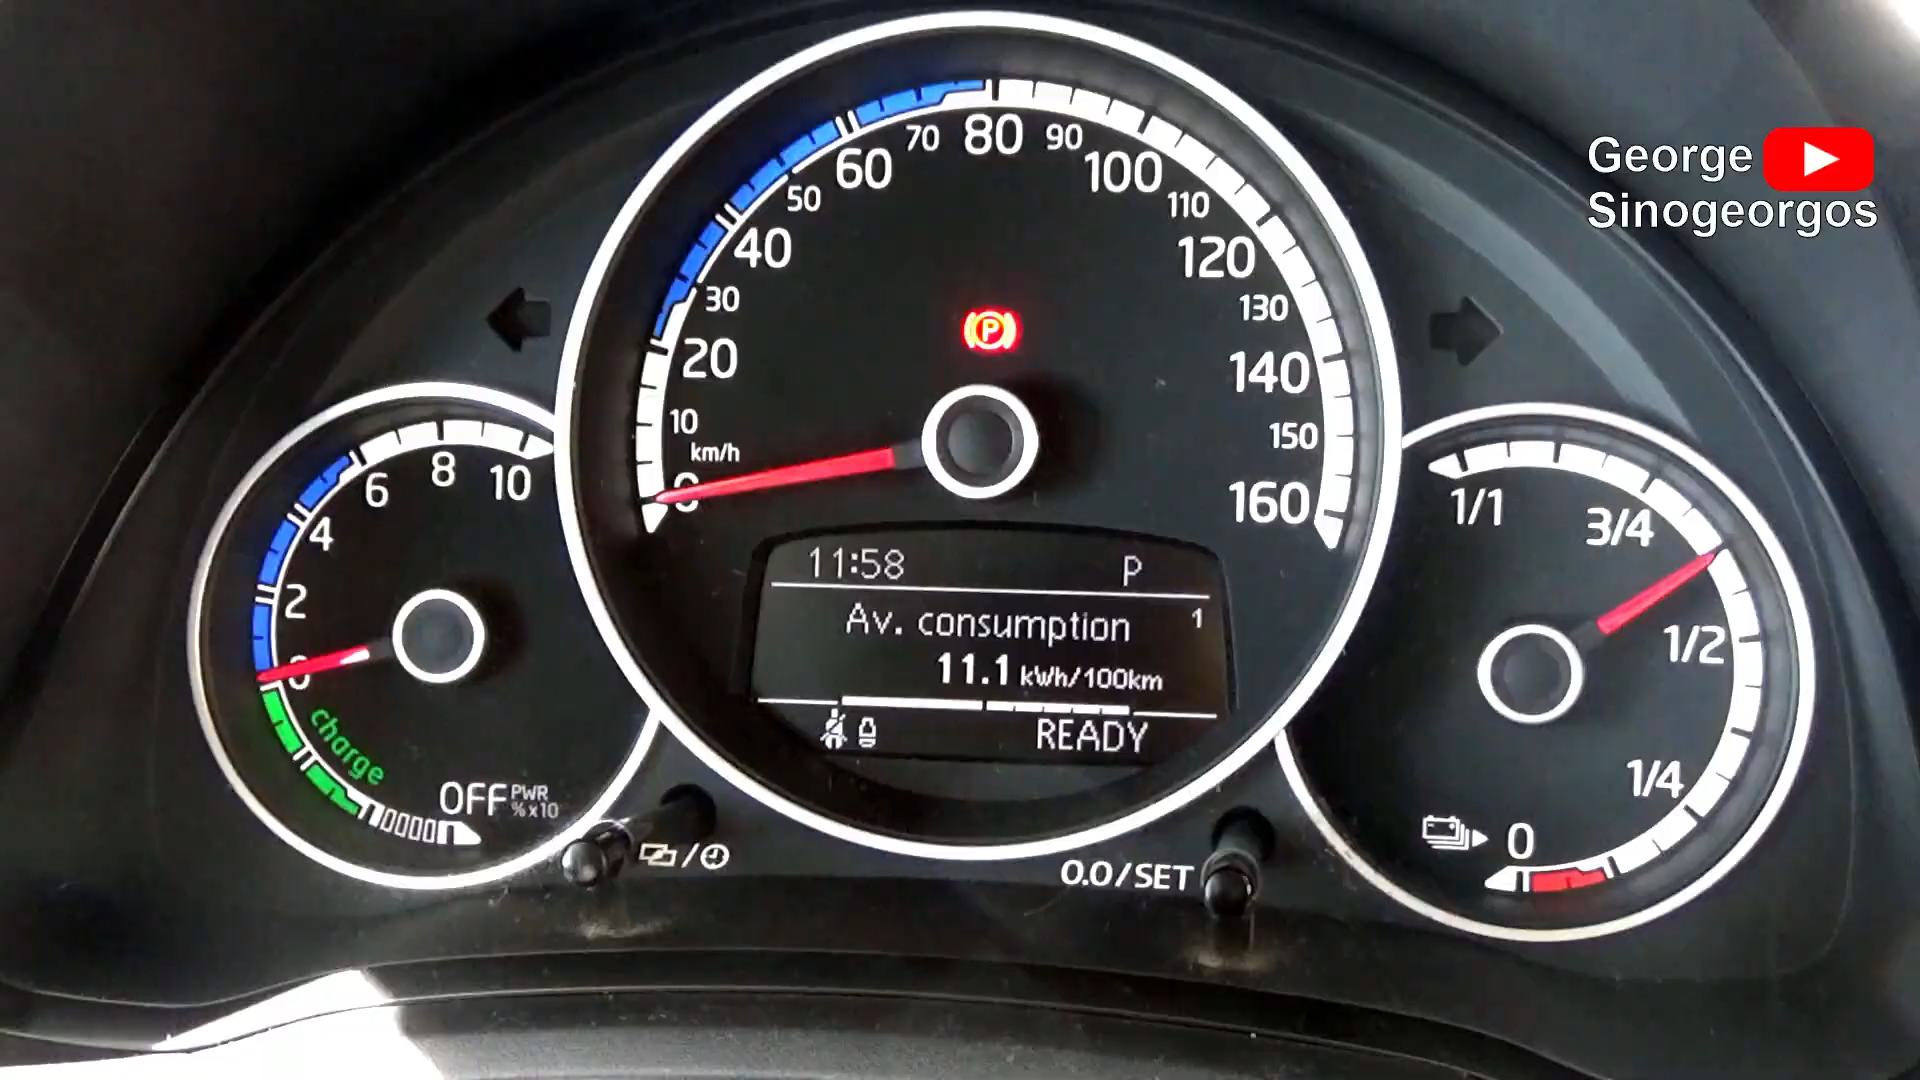 George
Sinogeorgos
0
10
20
30
40
50
60
70
80
90
100
110
120
130
140
150
160
km/h
P
0
2
4
6
8
10
charge
OFF PWR
% x10
11:58 P
Av. consumption 1
11.1 kWh/100km
READY
1/1
3/4
1/2
1/4
0
/
0.0/SET